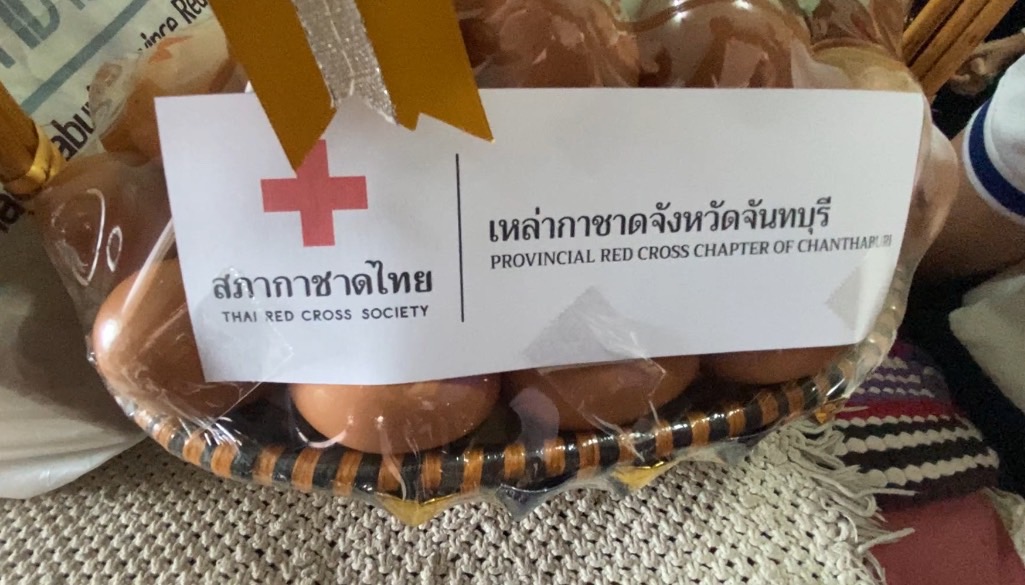 สภากาชาดไทย
THAI RED CROSS SOCIETY
เหล่ากาชาดจังหวัดจันทบุรี
PROVINCIAL RED CROSS CHAPTER OF CHANTHABURI